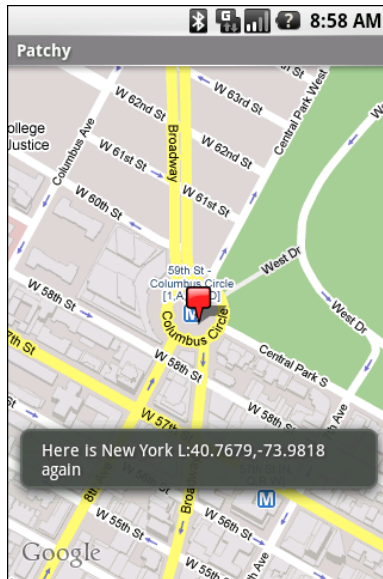 8:58 AM
Patchy
W 63rd St
Central Park West
W 62nd St
ollege
Justice
Columbus Ave
Broadway
W 62nd St
W 61st St
W 61st St
W 60th St
59th St -
Columbus Circle
West Dr
M
Columbus Circle
West Dr
W 58th St
Central Park S
W 58th St
7th St
W 57th
Here is New York L:40.7679,-73.9818
again
8th Av
M
W 56th St
W 55th St
W 55th St
Google